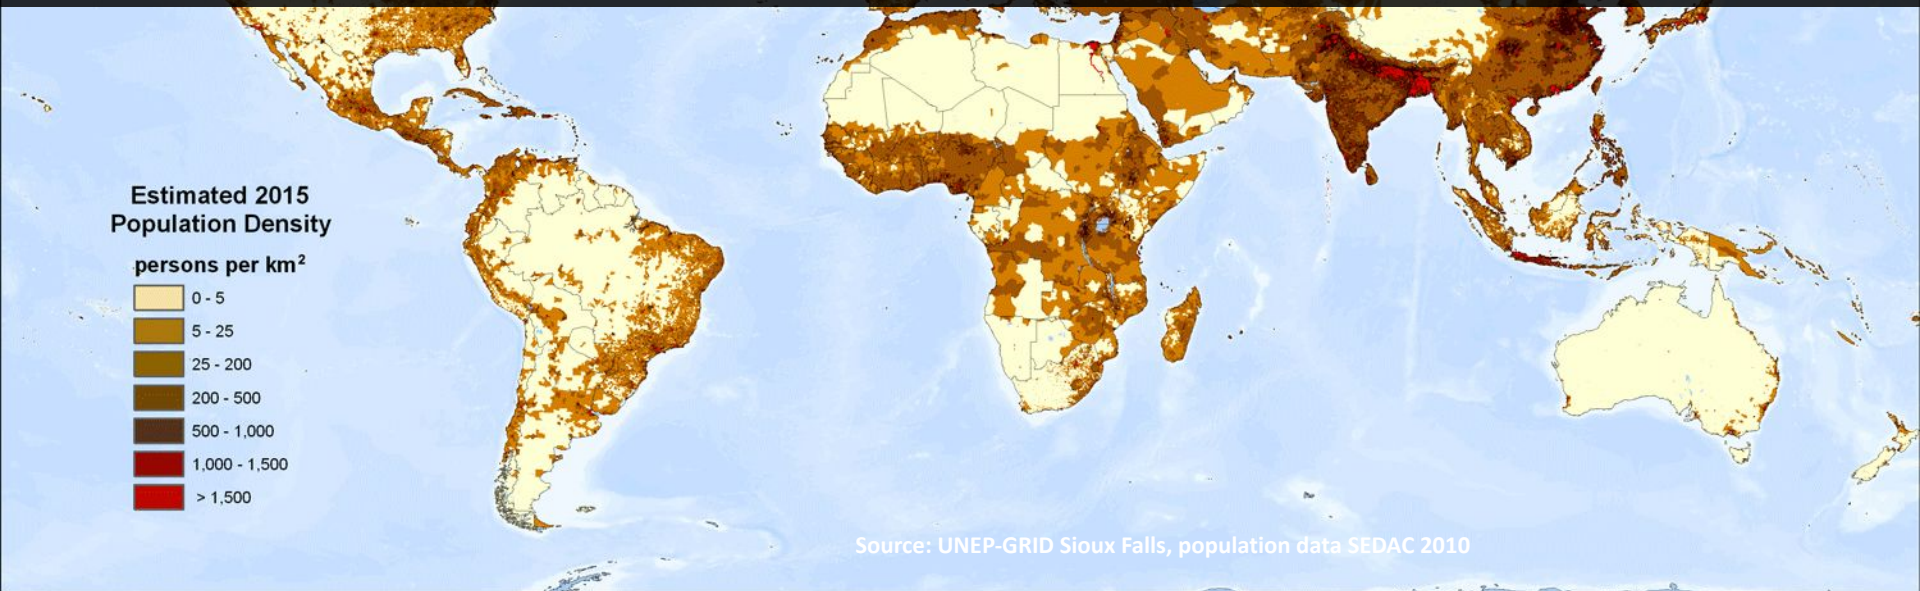 Estimated 2015
Population Density
persons per km²
0 - 5
5 - 25
25 - 200
200 - 500
500 - 1,000
1,000 - 1,500
> 1,500
Source: UNEP-GRID Sioux Falls, population data SEDAC 2010